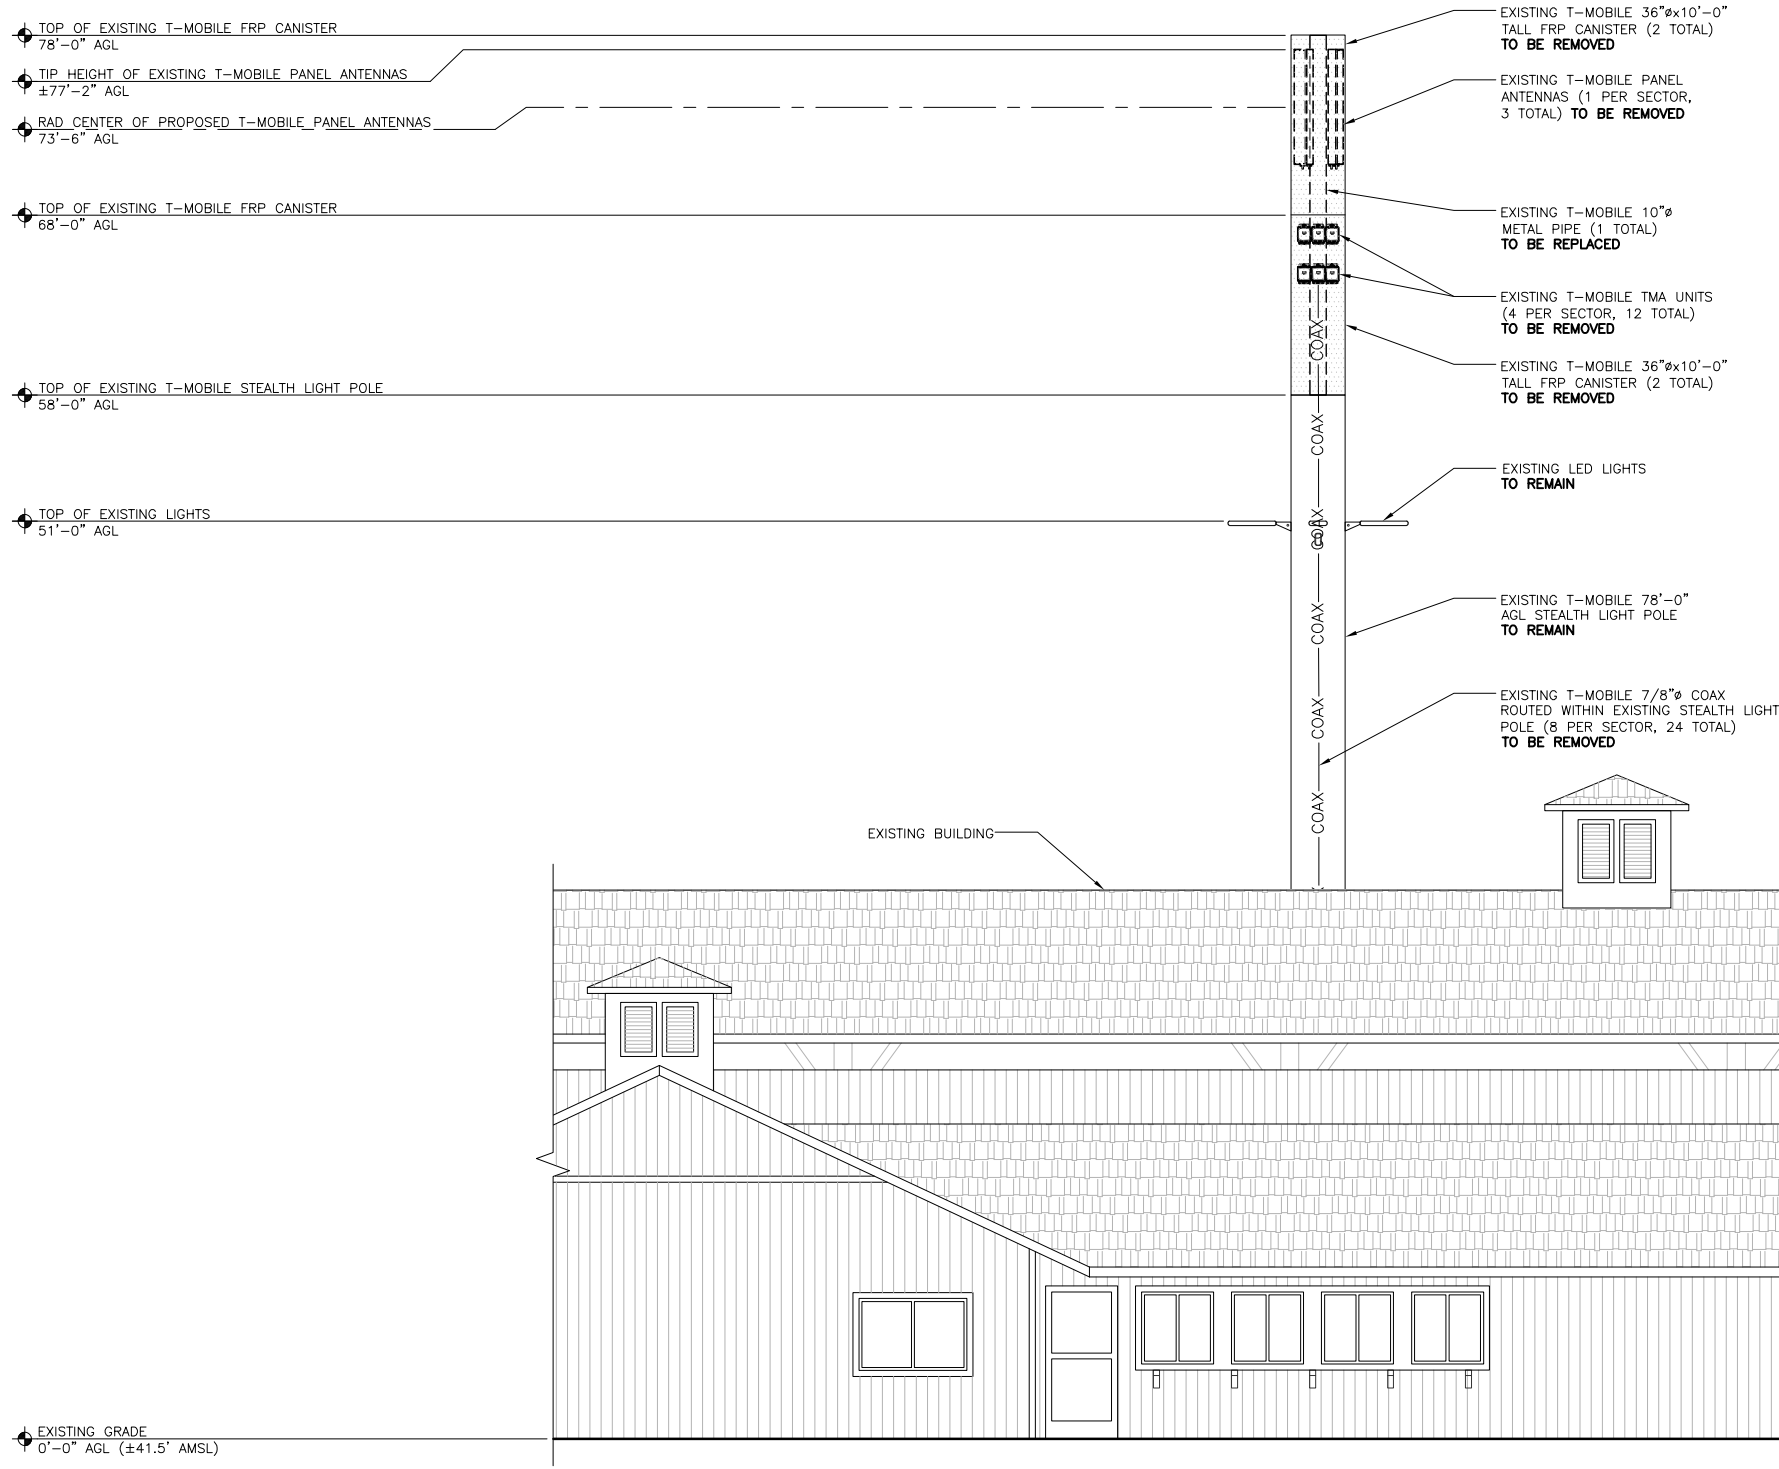 TOP OF EXISTING T-MOBILE FRP CANISTER
78'-0" AGL
TIP HEIGHT OF EXISTING T-MOBILE PANEL ANTENNAS
±77'-2" AGL
RAD CENTER OF PROPOSED T-MOBILE PANEL ANTENNAS
73'-6" AGL
TOP OF EXISTING T-MOBILE FRP CANISTER
68'-0" AGL
TOP OF EXISTING T-MOBILE STEALTH LIGHT POLE
58'-0" AGL
TOP OF EXISTING LIGHTS
51'-0" AGL
EXISTING GRADE
0'-0" AGL (±41.5' AMSL)
COAX
COAX
COAX
COAX
COAX
COAX
EXISTING BUILDING
EXISTING T-MOBILE 36"øx10'-0"
TALL FRP CANISTER (2 TOTAL)
TO BE REMOVED
EXISTING T-MOBILE PANEL
ANTENNAS (1 PER SECTOR,
3 TOTAL) TO BE REMOVED
EXISTING T-MOBILE 10"ø
METAL PIPE (1 TOTAL)
TO BE REPLACED
EXISTING T-MOBILE TMA UNITS
(4 PER SECTOR, 12 TOTAL)
TO BE REMOVED
EXISTING T-MOBILE 36"øx10'-0"
TALL FRP CANISTER (2 TOTAL)
TO BE REMOVED
EXISTING LED LIGHTS
TO REMAIN
EXISTING T-MOBILE 78'-0"
AGL STEALTH LIGHT POLE
TO REMAIN
EXISTING T-MOBILE 7/8"ø COAX
ROUTED WITHIN EXISTING STEALTH LIGHT
POLE (8 PER SECTOR, 24 TOTAL)
TO BE REMOVED